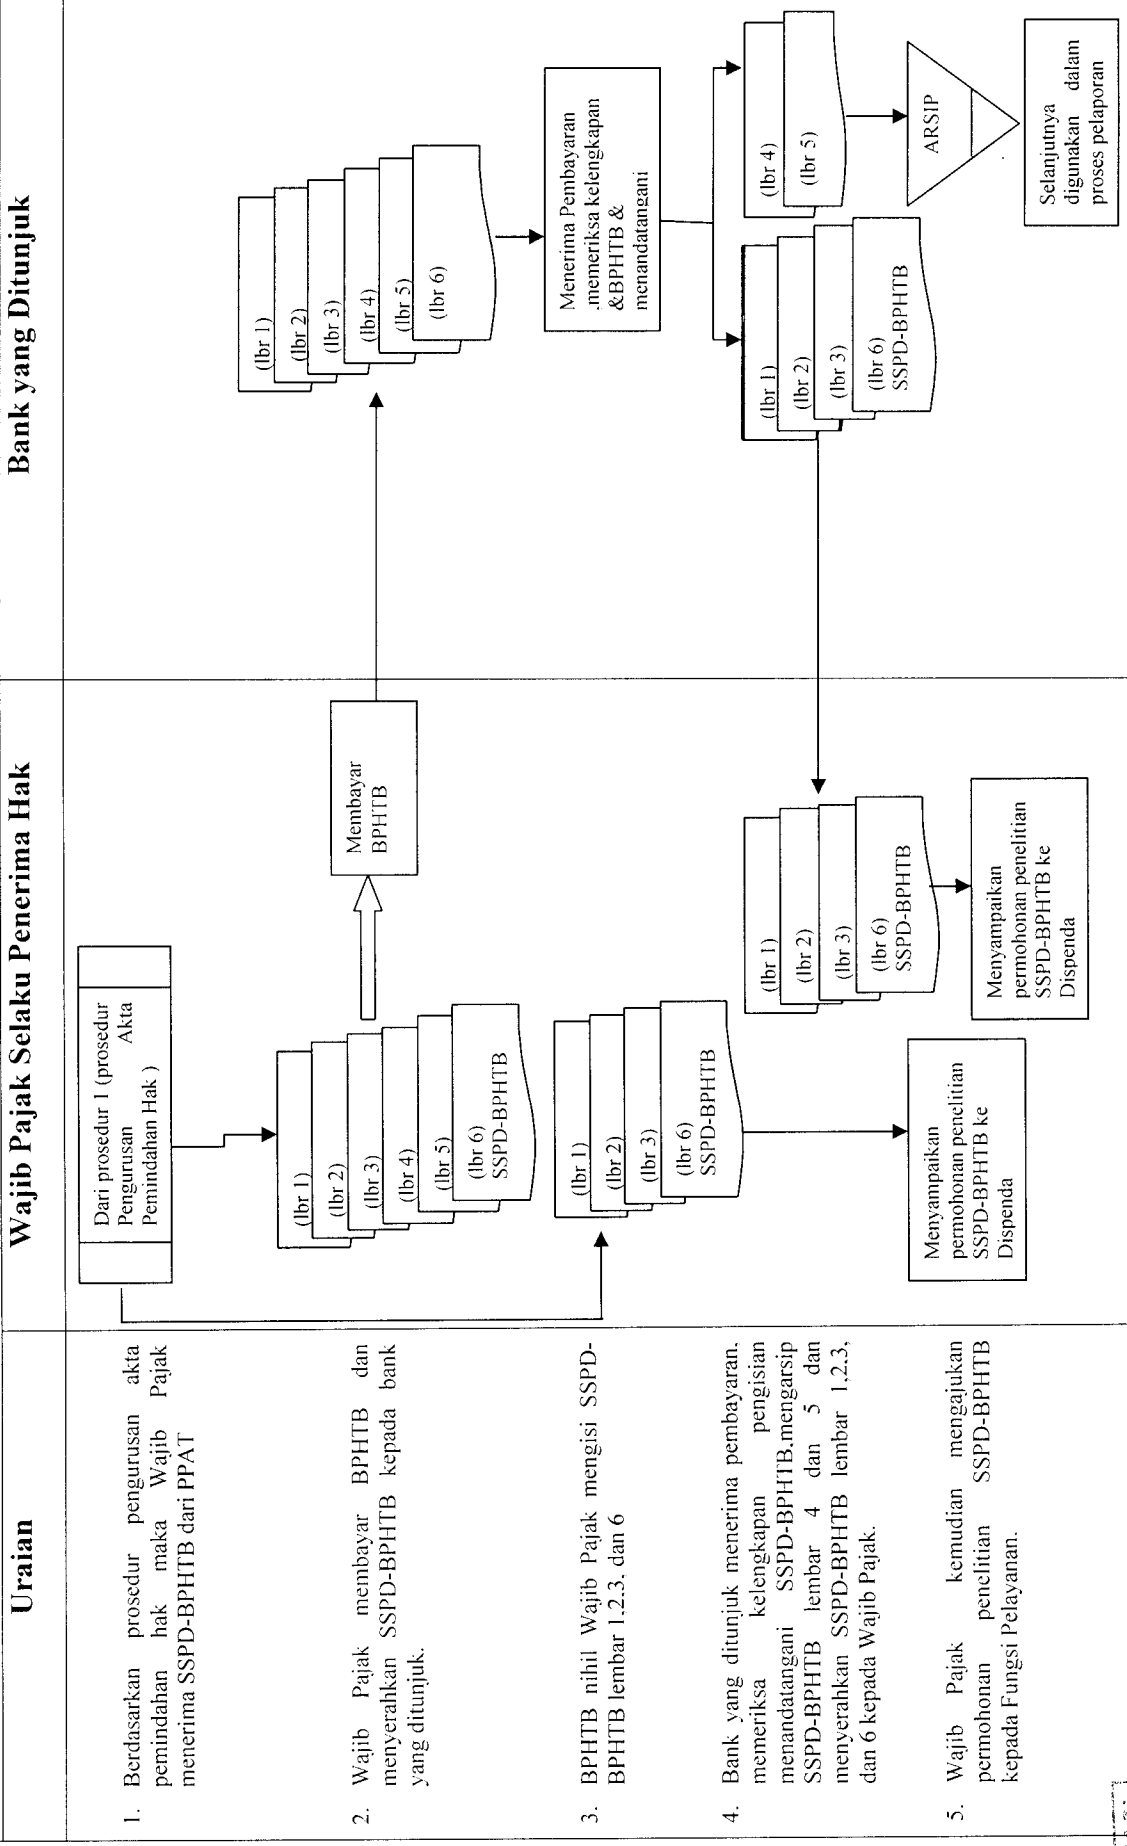 Uraian
Wajib Pajak Selaku Penerima Hak
Bank yang Ditunjuk
1. Berdasarkan prosedur pengurusan akta
pemindahan hak maka Wajib Pajak
menerima SSPD-BPHTB dari PPAT
2. Wajib Pajak membayar BPHTB dan
menyerahkan SSPD-BPHTB kepada bank
yang ditunjuk.
3. BPHTB nihil Wajib Pajak mengisi SSPD-
BPHTB lembar 1.2.3. dan 6
4. Bank yang ditunjuk menerima pembayaran.
memeriksa kelengkapan pengisian
menandatangani SSPD-BPHTB.mengarsip
SSPD-BPHTB lembar 4 dan 5 dan
menyerahkan SSPD-BPHTB lembar 1,2,3,
dan 6 kepada Wajib Pajak.
5. Wajib Pajak kemudian mengajukan
permohonan penelitian SSPD-BPHTB
kepada Fungsi Pelayanan.
Dari prosedur 1 (prosedur
Pengurusan Akta
Pemindahan Hak )
(lbr 1)
(lbr 2)
(lbr 3)
(lbr 4)
(lbr 5)
(lbr 6)
SSPD-BPHTB
Membayar
BPHTB
(lbr 1)
(lbr 2)
(lbr 3)
(lbr 6)
SSPD-BPHTB
Menyampaikan
permohonan penelitian
SSPD-BPHTB ke
Dispenda
(lbr 1)
(lbr 2)
(lbr 3)
(lbr 6)
SSPD-BPHTB
Menyampaikan
permohonan penelitian
SSPD-BPHTB ke
Dispenda
(lbr 1)
(lbr 2)
(lbr 3)
(lbr 4)
(lbr 5)
(lbr 6)
Menerima Pembayaran
.memeriksa kelengkapan
&BPHTB &
menandatangani
(lbr 1)
(lbr 2)
(lbr 3)
(lbr 6)
SSPD-BPHTB
(lbr 4)
(lbr 5)
ARSIP
Selanjutnya
digunakan dalam
proses pelaporan